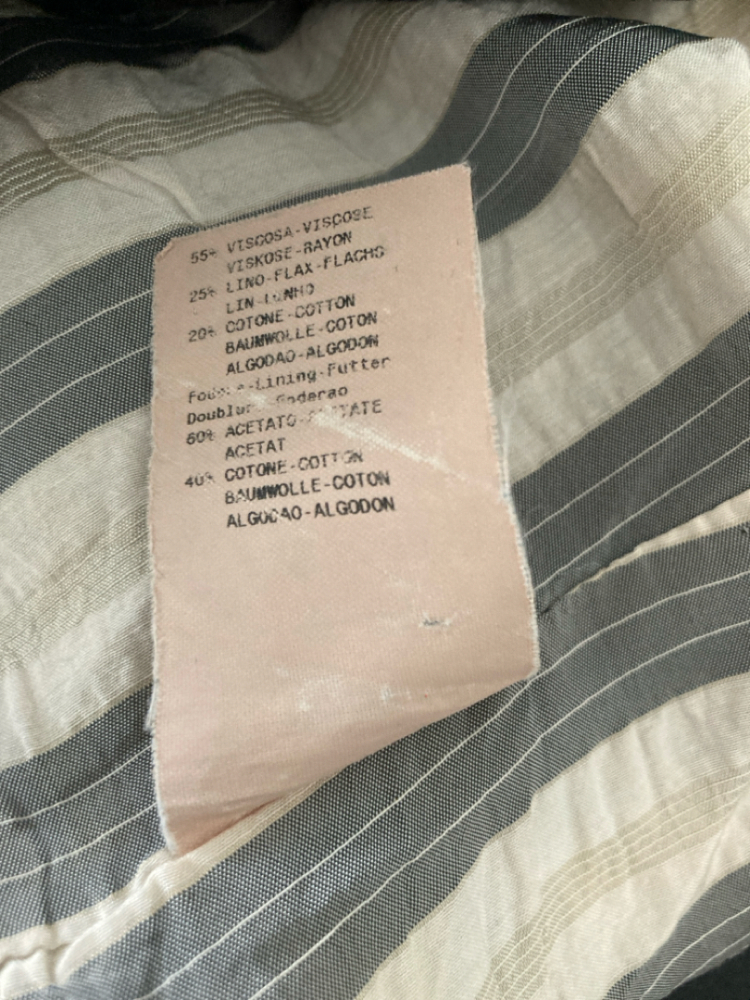 55% VISCOSA-VISCOSE
VISKOSE-RAYON
25% LINO-FLAX-FLACHS
LIN-LINHO
20% COTONE-COTTON
BAUMWOLLE-COTON
ALGODAO-ALGODON
Lining-Futter
60% ACETATO-ACETATE
ACETAT
40% COTONE-COTTON
BAUMWOLLE-COTON
ALGODAO-ALGODON